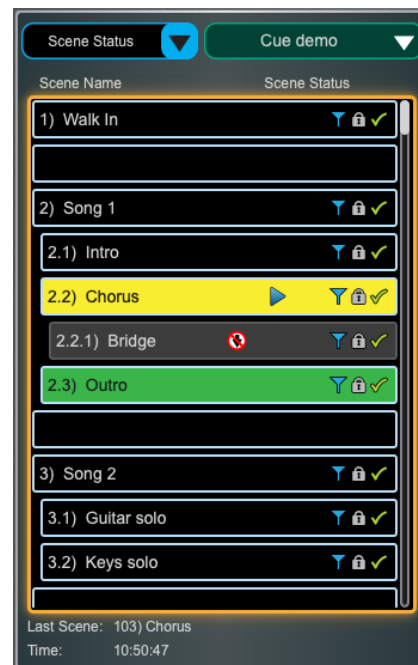 Scene Status
Cue demo
Scene Name Scene Status
1) Walk In
2) Song 1
2.1) Intro
2.2) Chorus
2.2.1) Bridge
2.3) Outro
3) Song 2
3.1) Guitar solo
3.2) Keys solo
Last Scene: 103) Chorus
Time: 10:50:47